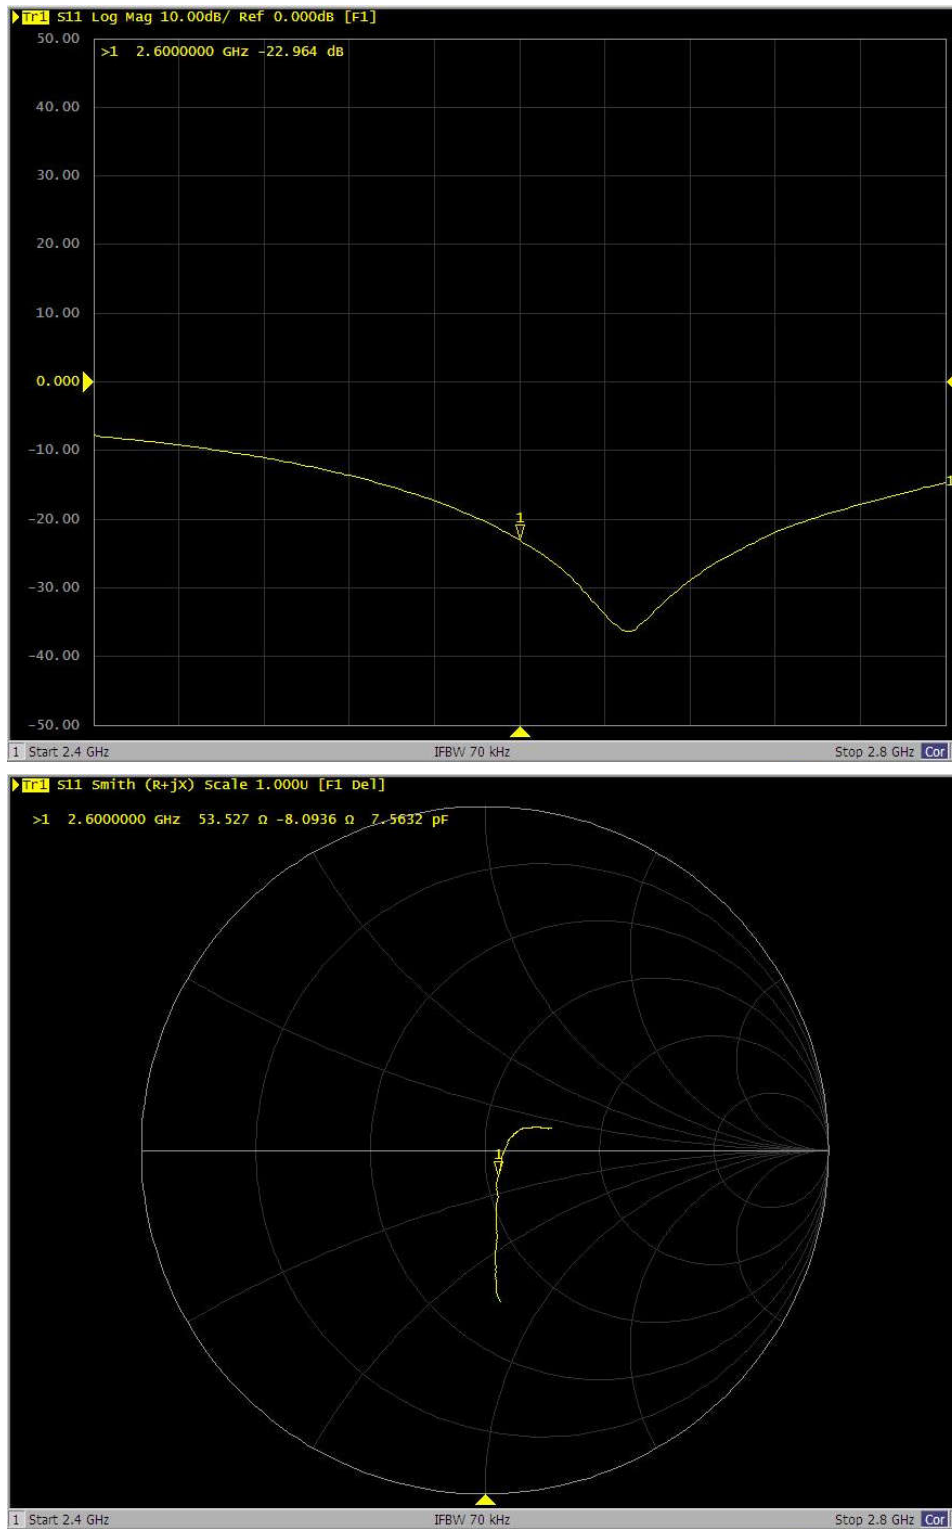 Tr1 S11 Log Mag 10.00dB/ Ref 0.000dB [F1]
50.00
>1 2.6000000 GHz -22.964 dB
40.00
30.00
20.00
10.00
0.000
-10.00
1
-20.00
1
-30.00
-40.00
-50.00
1 Start 2.4 GHz IFBW 70 kHz Stop 2.8 GHz Cor
Tr1 S11 Smith (R+jX) Scale 1.000U [F1 Del]
>1 2.6000000 GHz 53.527 Ω -8.0936 Ω 7.5632 pF
1
1 Start 2.4 GHz IFBW 70 kHz Stop 2.8 GHz Cor